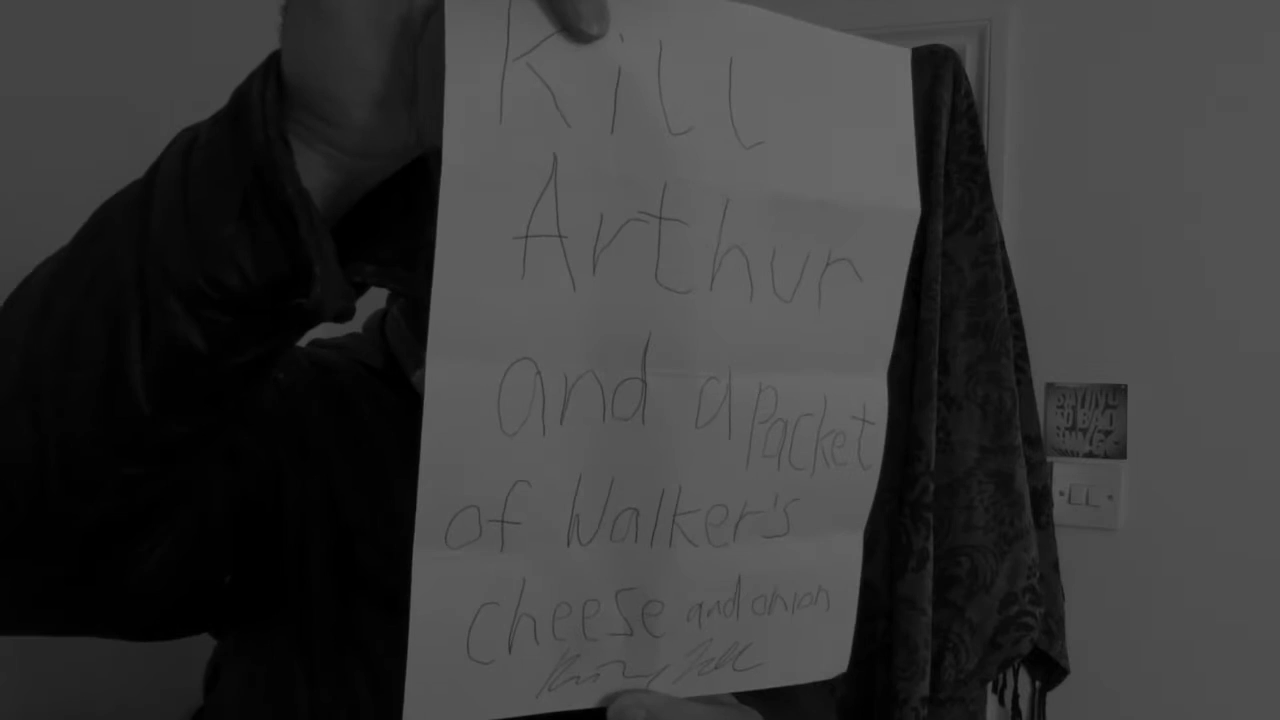 Kill
Arthur
and a Packet
of Walker's
cheese and onion